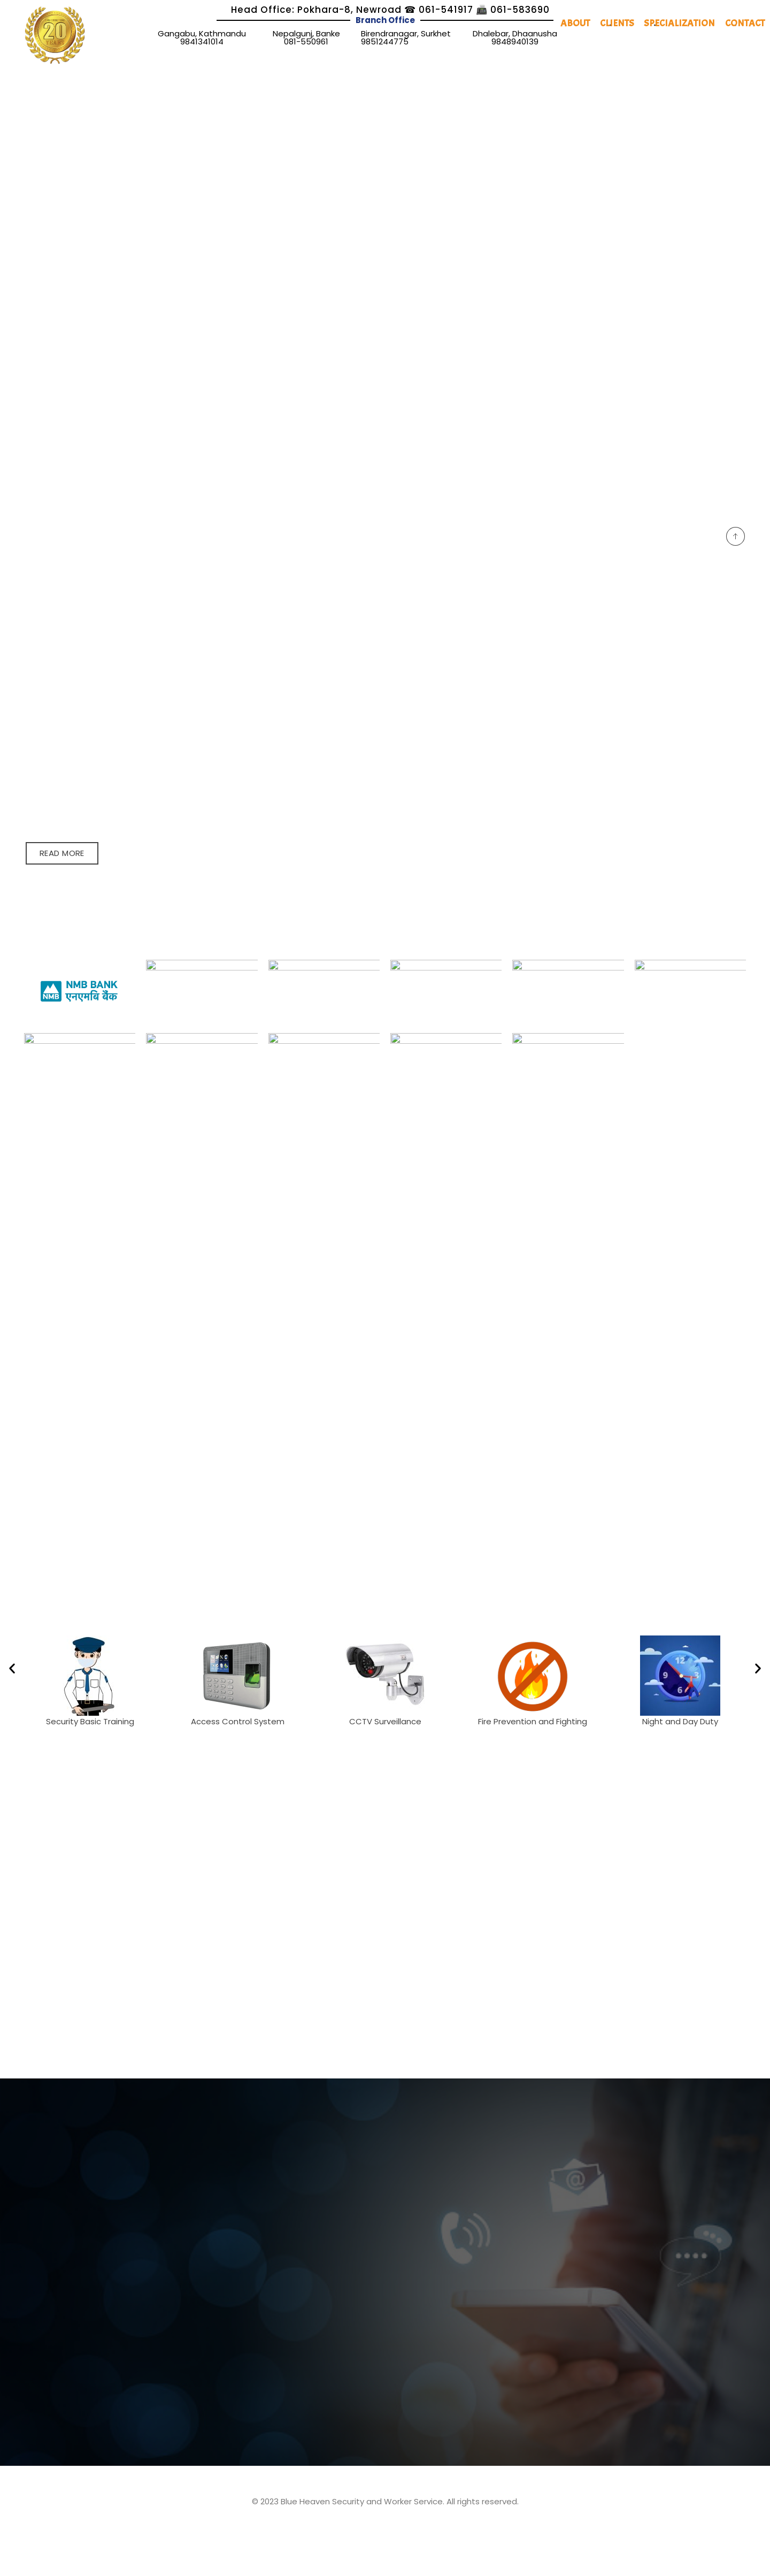 Head Office: Pokhara-8, Newroad ☎ 061-541917 📠 061-583690
Branch Office
Gangabu, Kathmandu
9841341014
Nepalgunj, Banke
081-550961
Birendranagar, Surkhet
9851244775
Dhalebar, Dhaanusha
9848940139
ABOUT CLIENTS SPECIALIZATION CONTACT
20
READ MORE
NMB BANK
NMB
एनएमबि बैंक
Security Basic Training
Access Control System
CCTV Surveillance
Fire Prevention and Fighting
12
9
3
6
Night and Day Duty
© 2023 Blue Heaven Security and Worker Service. All rights reserved.